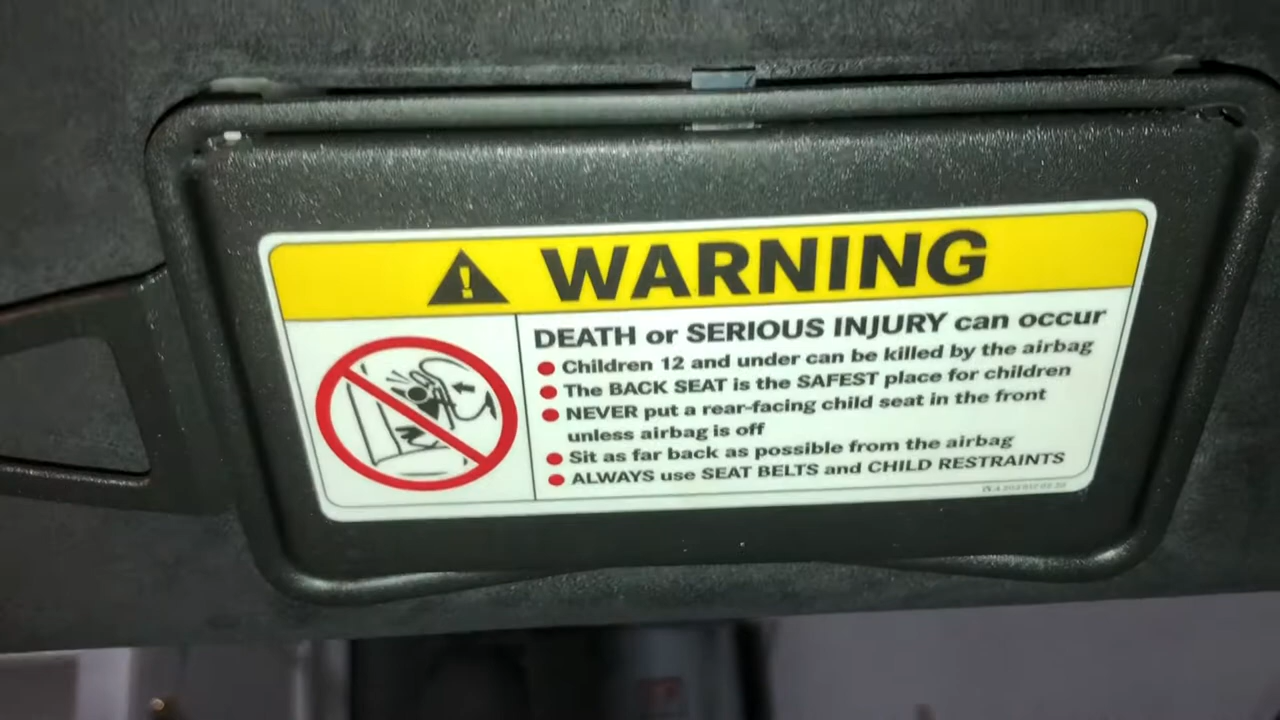 WARNING
DEATH or SERIOUS INJURY can occur
Children 12 and under can be killed by the airbag
The BACK SEAT is the SAFEST place for children
NEVER put a rear-facing child seat in the front
unless airbag is off
Sit as far back as possible from the airbag
ALWAYS use SEAT BELTS and CHILD RESTRAINTS